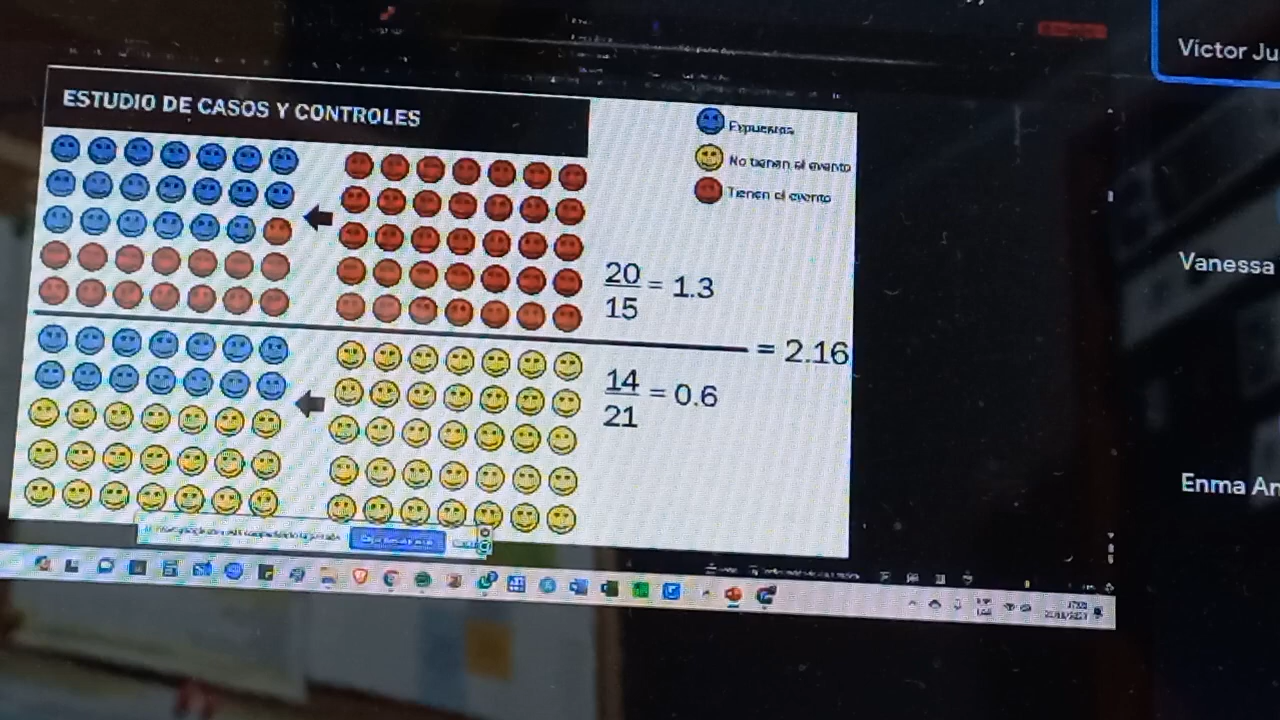 Víctor Ju
ESTUDIO DE CASOS Y CONTROLES
Expuestos
No tienen el evento
Tienen el evento
Vanessa
20
15
= 1.3
= 2.16
14
21
= 0.6
Enma An